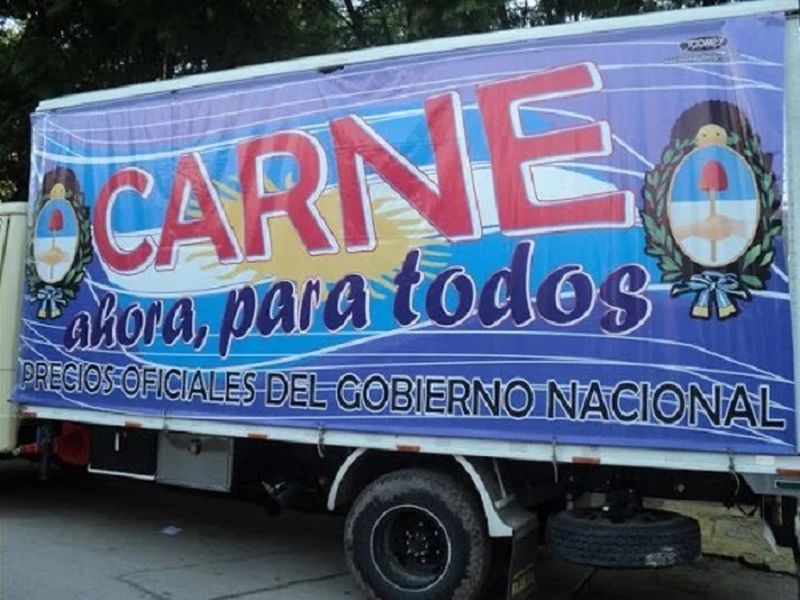 CARNE
ahora, para todos
PRECIOS OFICIALES DEL GOBIERNO NACIONAL